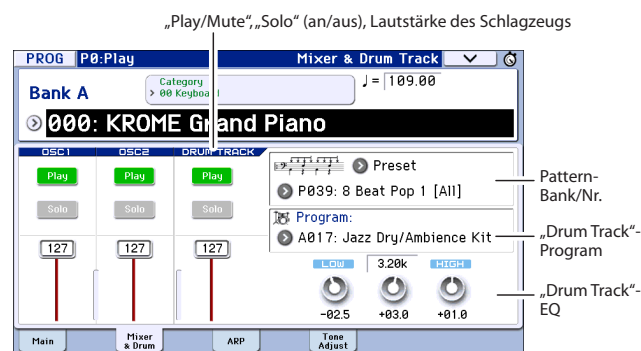 „Play/Mute“, „Solo“ (an/aus), Lautstärke des Schlagzeugs
PROG P0:Play Mixer & Drum Track
Bank A
Category
00 Keyboard
♩= 109.00
000: KROME Grand Piano
OSC1 OSC2 DRUM TRACK
Play Play Play
Solo Solo Solo
127 127 127
Preset
P039: 8 Beat Pop 1 [All]
Program:
A017: Jazz Dry/Ambience Kit
LOW 3.20k HIGH
-02.5 +03.0 +01.0
Pattern-
Bank/Nr.
„Drum Track“-
Program
„Drum Track“-
EQ
Main
Mixer
& Drum
ARP
Tone
Adjust